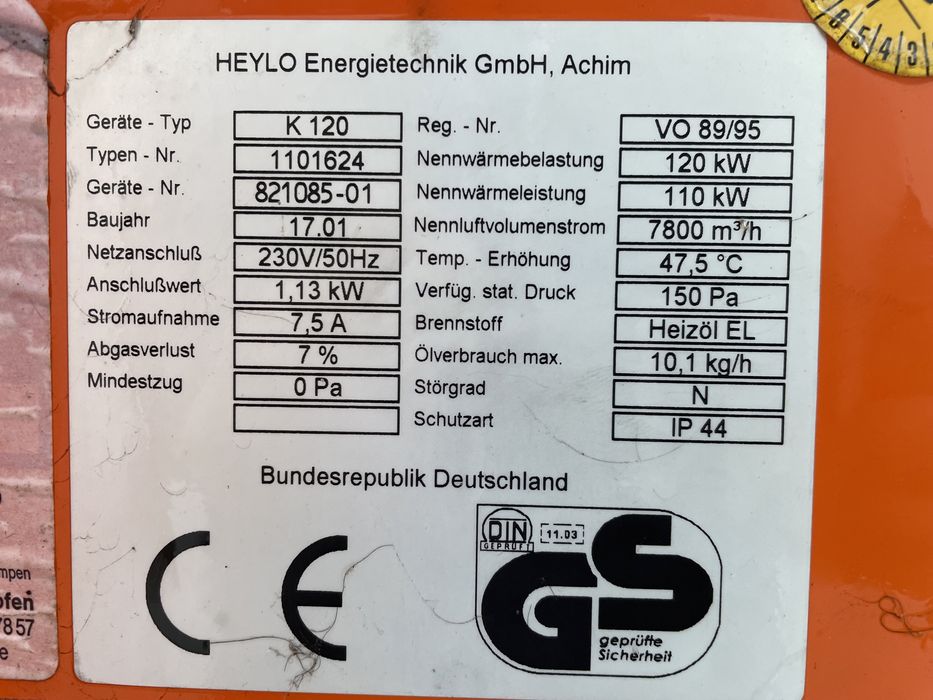 HEYLO Energietechnik GmbH, Achim
Geräte - Typ K 120
Typen - Nr. 1101624
Geräte - Nr. 821085-01
Baujahr 17.01
Netzanschluß 230V/50Hz
Anschlußwert 1,13 kW
Stromaufnahme 7,5 A
Abgasverlust 7 %
Mindestzug 0 Pa
Reg. - Nr. VO 89/95
Nennwärmebelastung 120 kW
Nennwärmeleistung 110 kW
Nennluftvolumenstrom 7800 m³/h
Temp. - Erhöhung 47,5 °C
Verfüg. stat. Druck 150 Pa
Brennstoff Heizöl EL
Ölverbrauch max. 10,1 kg/h
Störgrad N
Schutzart IP 44
Bundesrepublik Deutschland
CE
DIN
GEPRÜFT
11.03
GS
geprüfte
Sicherheit
5 4 3